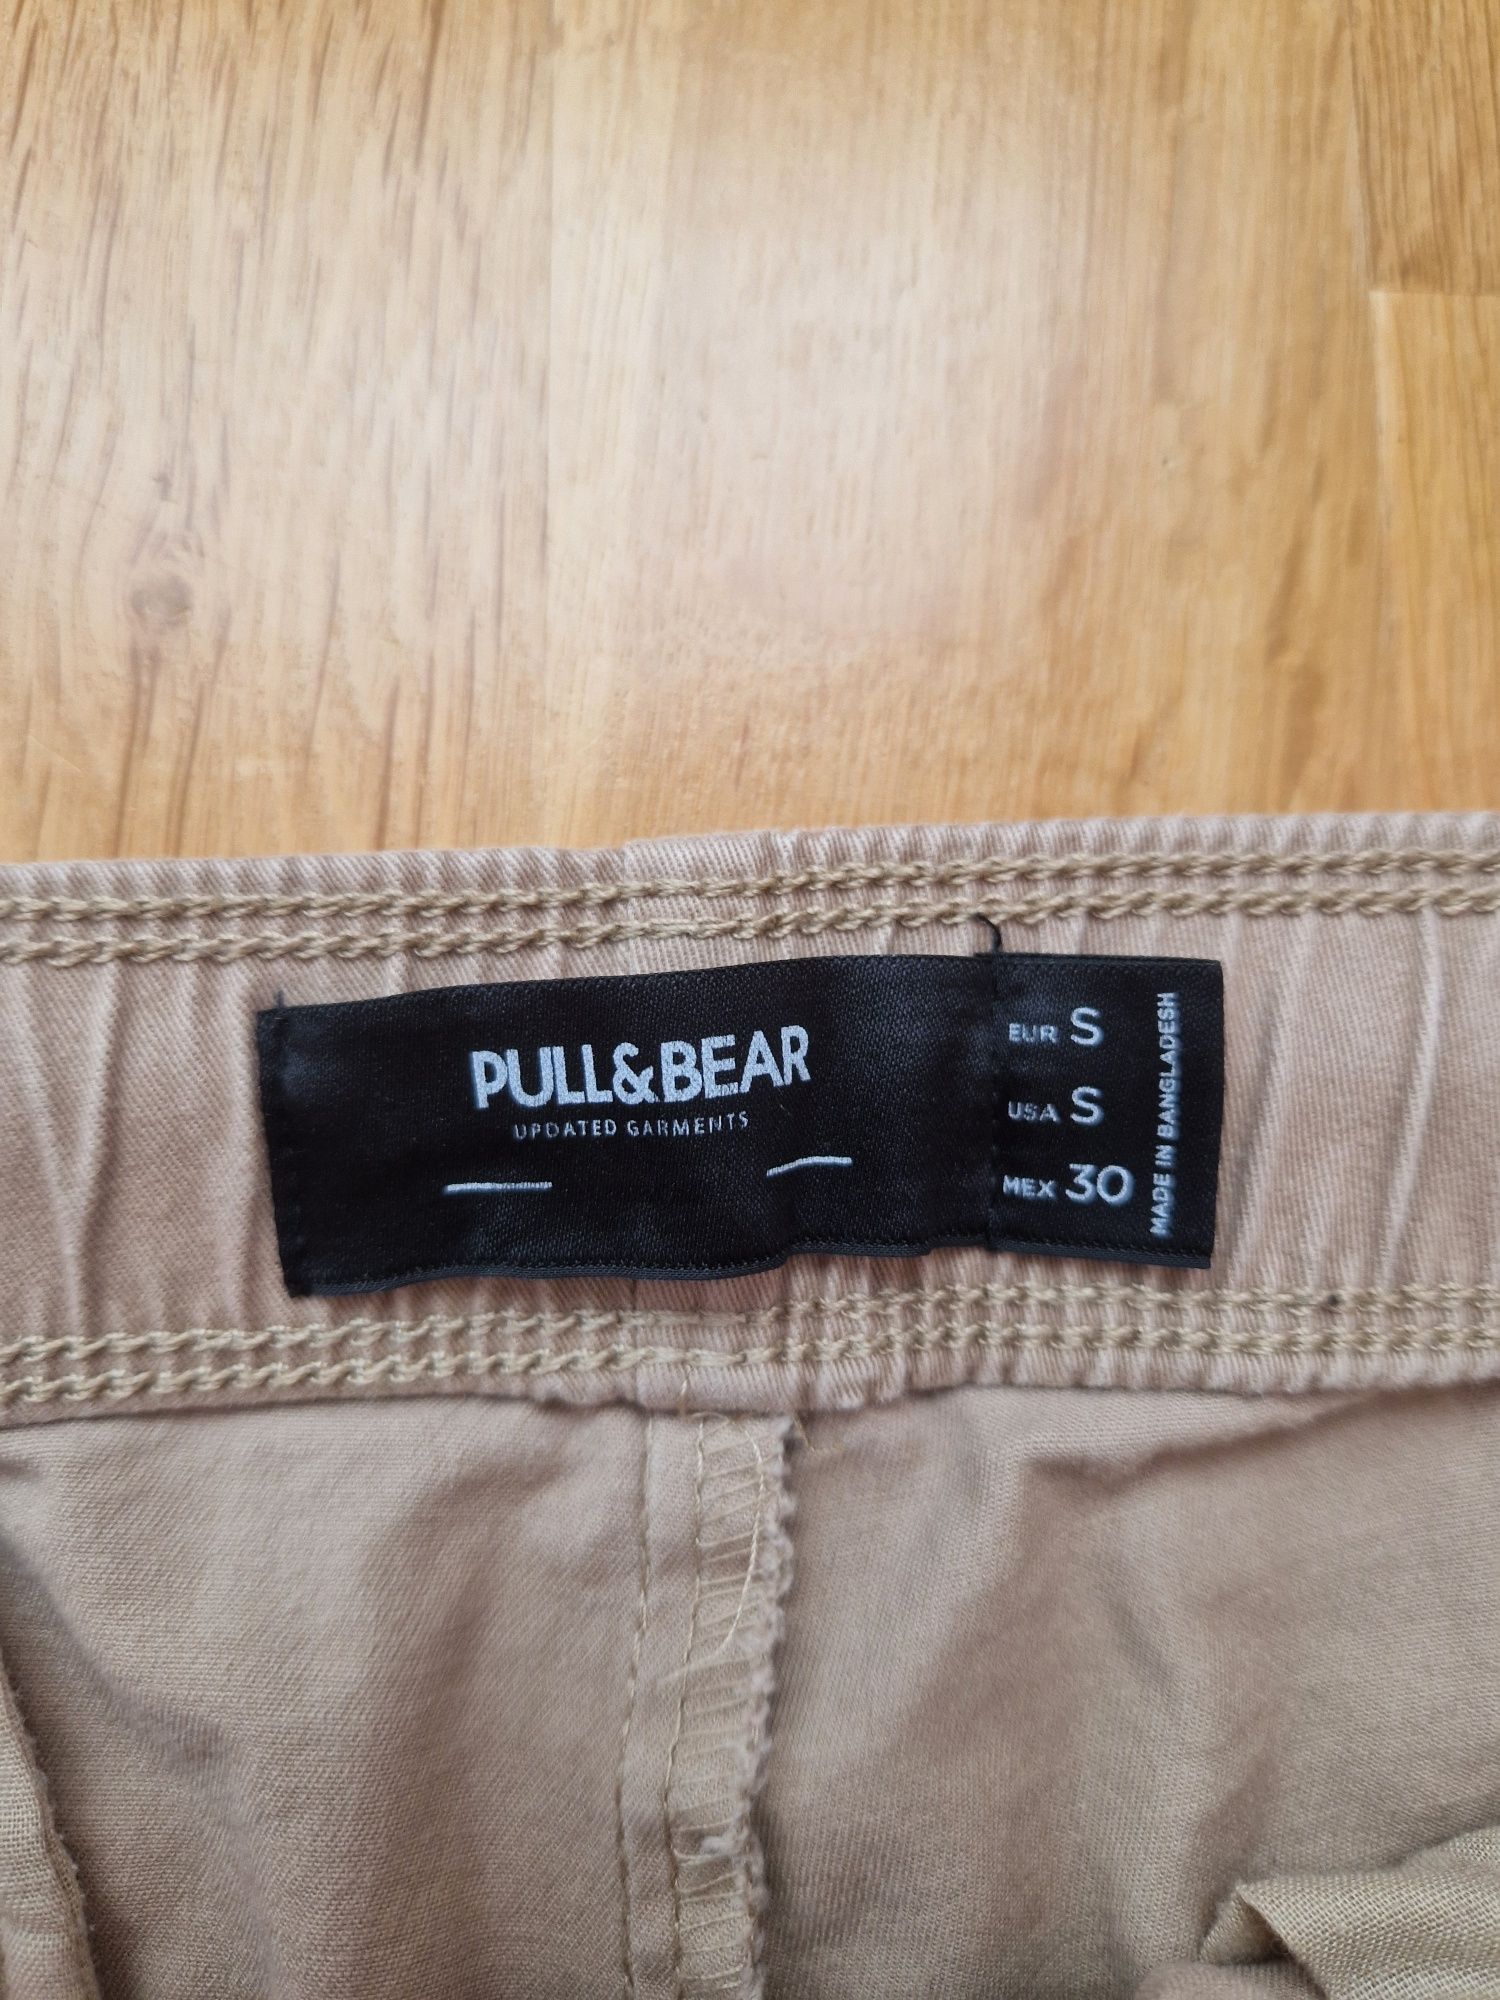 PULL&BEAR
UPDATED GARMENTS
EUR S
USA S
MEX 30
MADE IN BANGLADESH